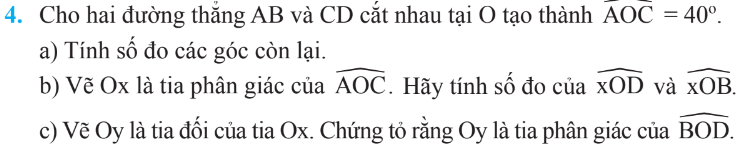 4. Cho hai đường thẳng AB và CD cắt nhau tại O tạo thành $\widehat{AOC}$ = 40º.
a) Tính số đo các góc còn lại.
b) Vẽ Ox là tia phân giác của $\widehat{AOC}$. Hãy tính số đo của $\widehat{xOD}$ và $\widehat{xOB}$.
c) Vẽ Oy là tia đối của tia Ox. Chứng tỏ rằng Oy là tia phân giác của $\widehat{BOD}$.